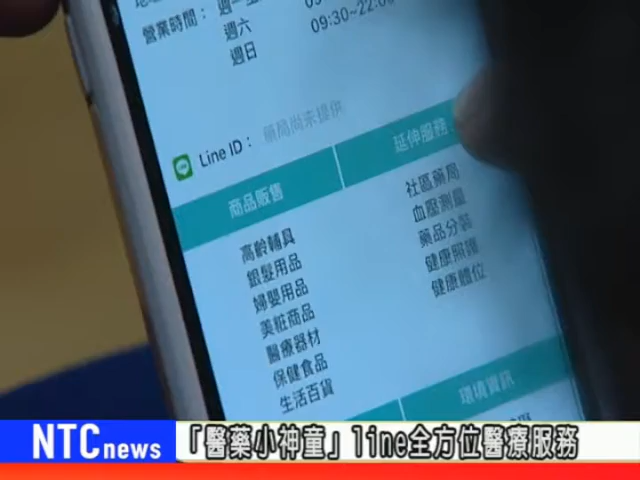 營業時間：
週六
週日
09:30~22:00
Line ID： 藥局尚未提供
商品販售
延伸服務
高齡輔具
銀髮用品
婦嬰用品
美粧商品
醫療器材
保健食品
生活百貨
社區藥局
血壓測量
藥品分裝
健康照護
健康體位
環境資訊
NTCnews
「醫藥小神童」line全方位醫療服務